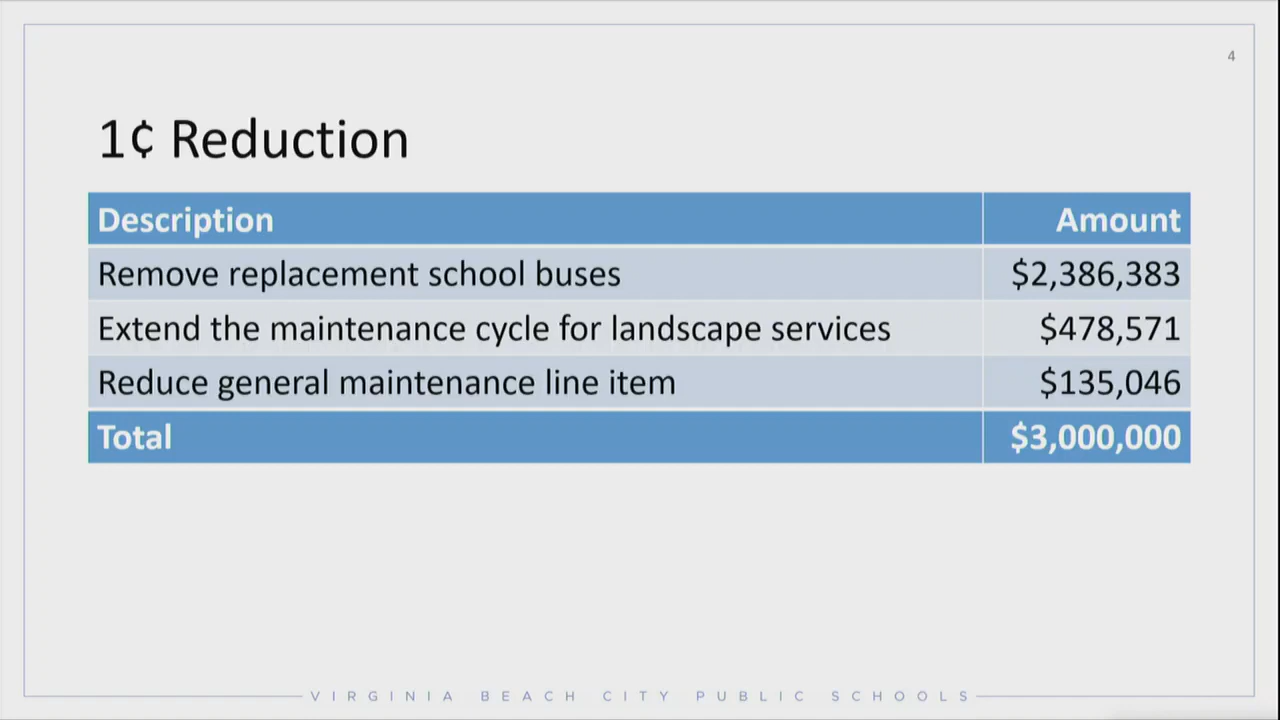 4
1¢ Reduction
Description Amount
Remove replacement school buses $2,386,383
Extend the maintenance cycle for landscape services $478,571
Reduce general maintenance line item $135,046
Total $3,000,000
VIRGINIA BEACH CITY PUBLIC SCHOOLS